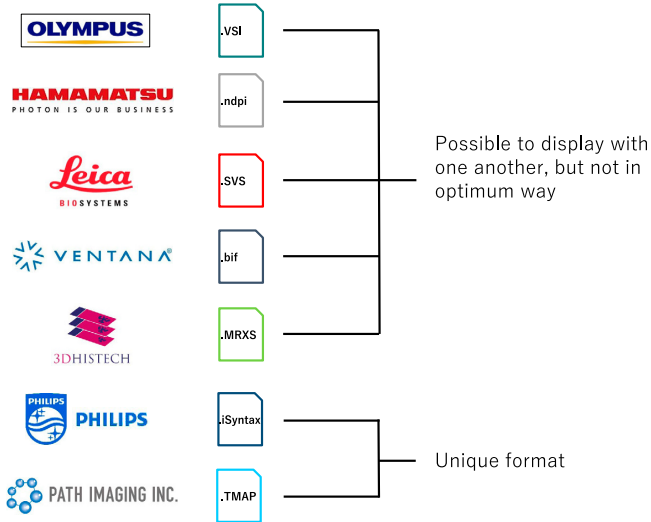 OLYMPUS
.VSI
HAMAMATSU
PHOTON IS OUR BUSINESS
.ndpi
Leica
BIOSYSTEMS
.SVS
VENTANA®
.bif
3DHISTECH
.MRXS
Possible to display with
one another, but not in
optimum way
PHILIPS
PHILIPS
.iSyntax
PATH IMAGING INC.
.TMAP
Unique format